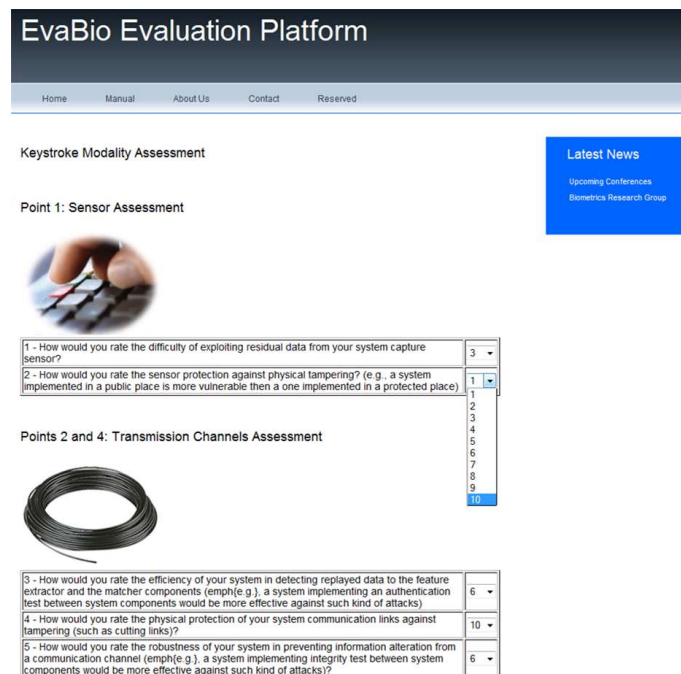 EvaBio Evaluation Platform
Home Manual About Us Contact Reserved
Keystroke Modality Assessment
Latest News
Upcoming Conferences
Biometrics Research Group
Point 1: Sensor Assessment
1 - How would you rate the difficulty of exploiting residual data from your system capture
sensor?
3
2 - How would you rate the sensor protection against physical tampering? (e.g., a system
implemented in a public place is more vulnerable then a one implemented in a protected place)
1
1
2
3
4
5
6
7
8
9
10
Points 2 and 4: Transmission Channels Assessment
3 - How would you rate the efficiency of your system in detecting replayed data to the feature
extractor and the matcher components (emph{e.g.}, a system implementing an authentication
test between system components would be more effective against such kind of attacks)
6
4 - How would you rate the physical protection of your system communication links against
tampering (such as cutting links)?
10
5 - How would you rate the robustness of your system in preventing information alteration from
a communication channel (emph{e.g.}, a system implementing integrity test between system
components would be more effective against such kind of attacks)?
6